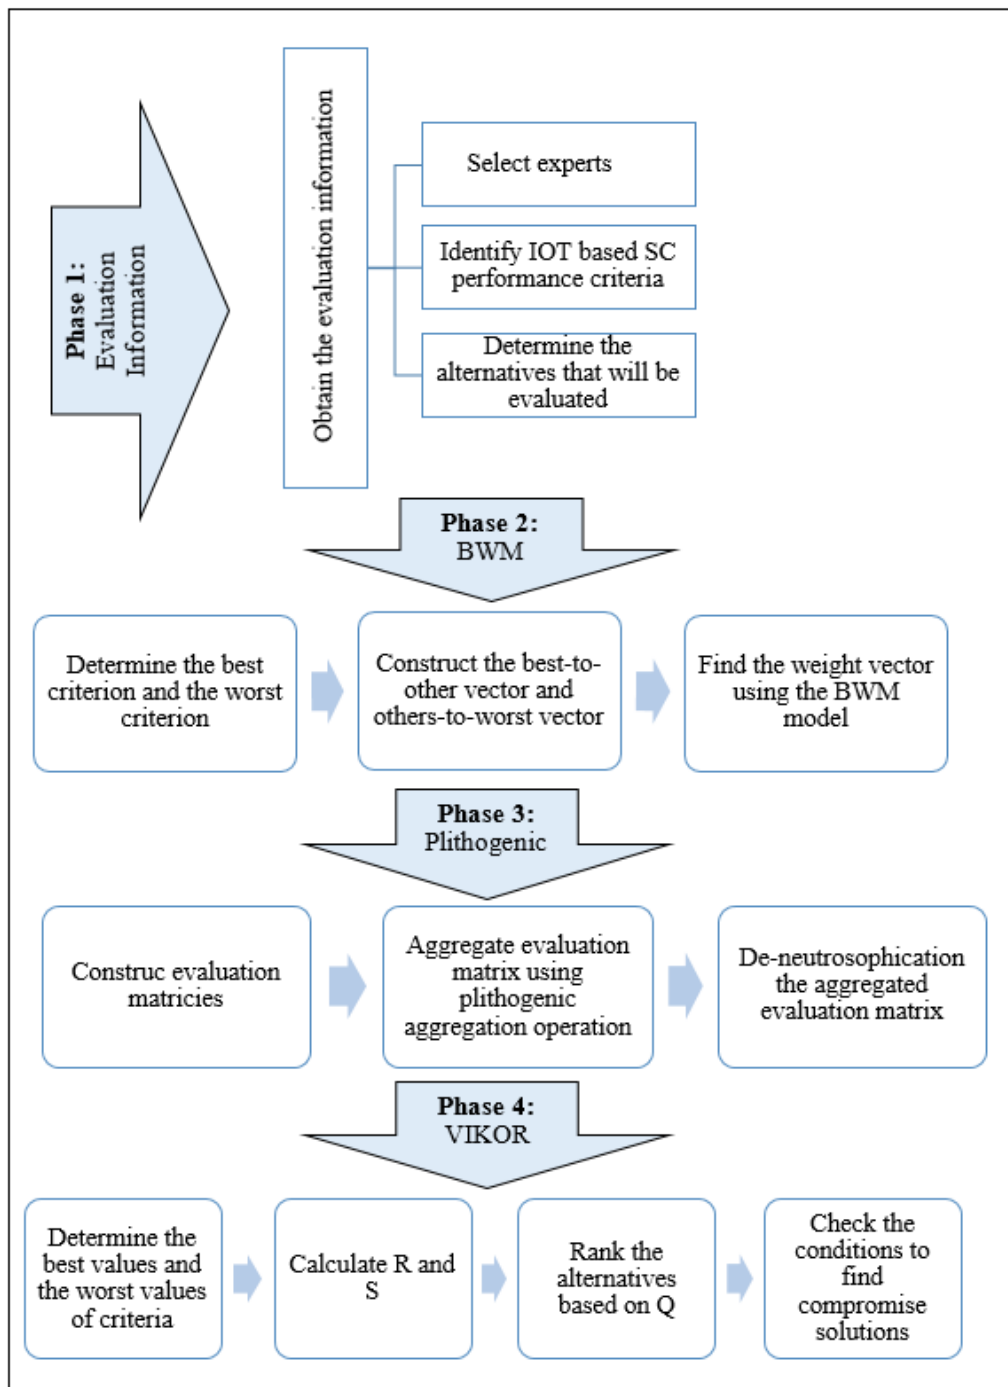 Phase 1:
Evaluation
Information
Obtain the evaluation information
Select experts
Identify IOT based SC
performance criteria
Determine the
alternatives that will be
evaluated
Phase 2:
BWM
Determine the best
criterion and the worst
criterion
Construct the best-to-
other vector and
others-to-worst vector
Find the weight vector
using the BWM
model
Phase 3:
Plithogenic
Construc evaluation
matricies
Aggregate evaluation
matrix using
plithogenic
aggregation operation
De-neutrosophication
the aggregated
evaluation matrix
Phase 4:
VIKOR
Determine the
best values and
the worst values
of criteria
Calculate R and
S
Rank the
alternatives
based on Q
Check the
conditions to
find
compromise
solutions